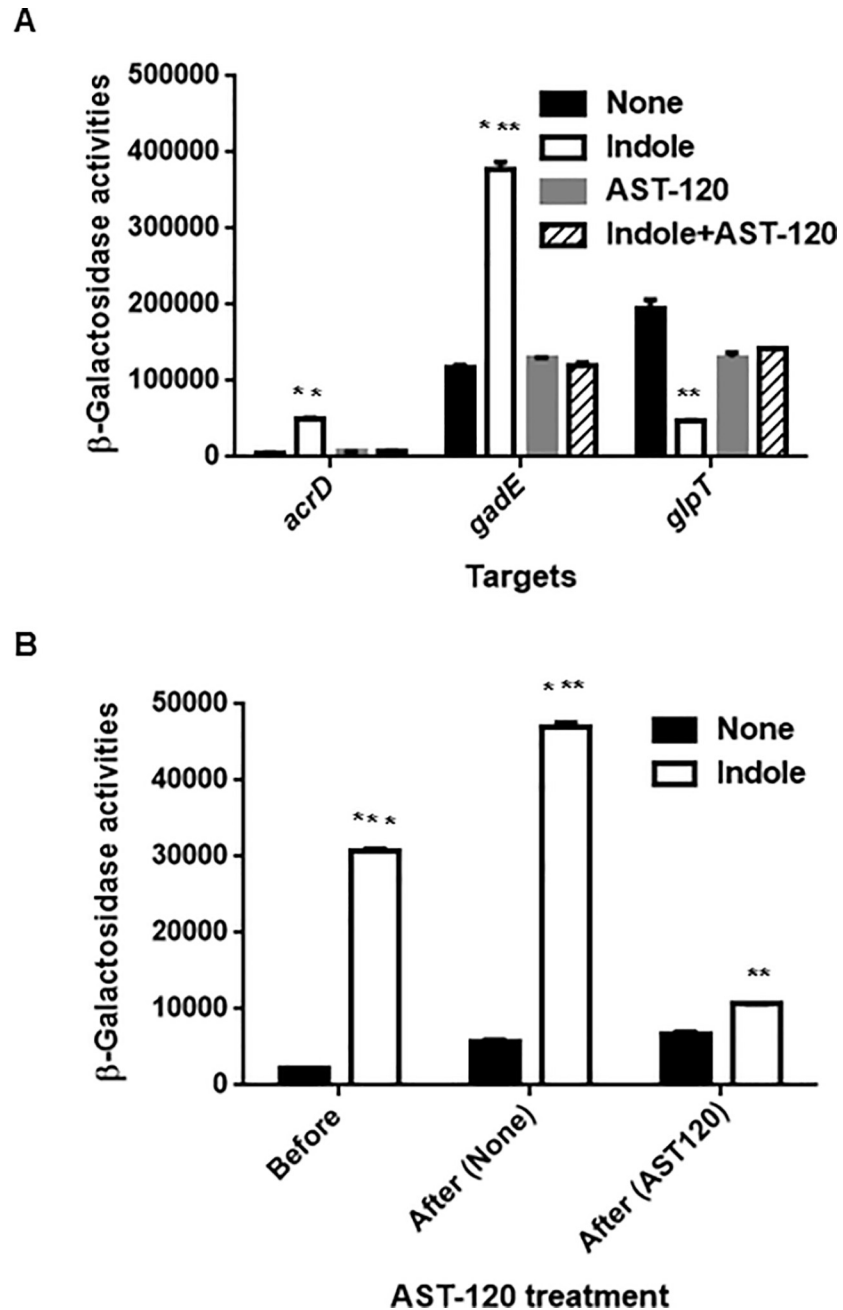 A
β-Galactosidase activities
500000
400000
300000
200000
100000
0
* **
None
Indole
AST-120
Indole+AST-120
**
**
acrD
gadE
glpT
Targets
B
β-Galactosidase activities
50000
40000
30000
20000
10000
0
***
* **
**
None
Indole
Before
After (None)
After (AST120)
AST-120 treatment